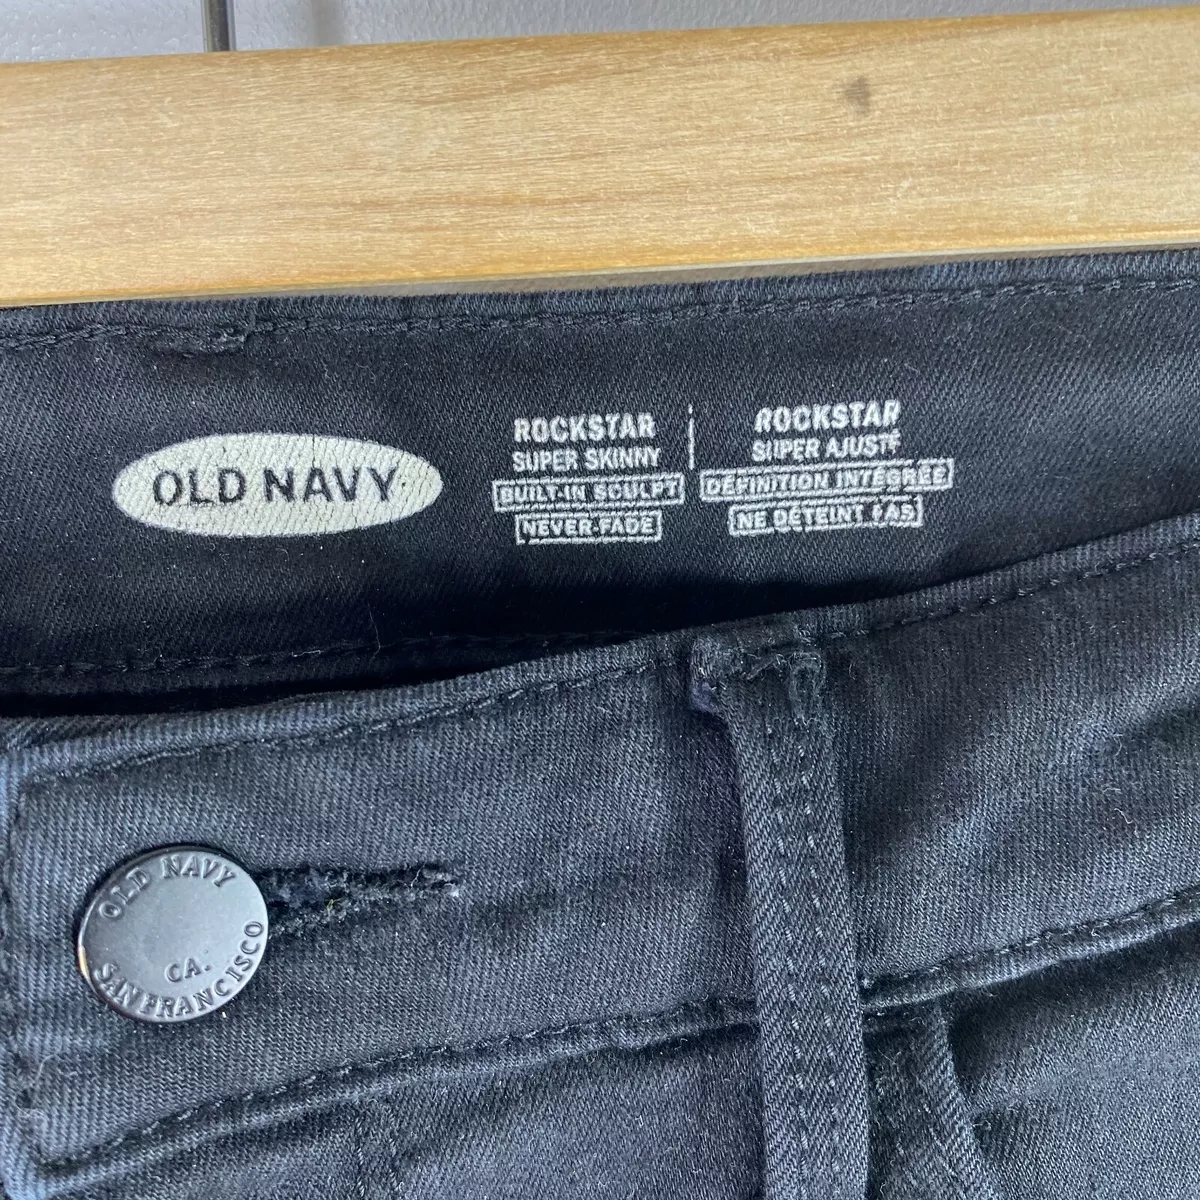 OLD NAVY
ROCKSTAR
SUPER SKINNY
BUILT-IN SCULPT
NEVER-FADE
ROCKSTAR
SUPER AJUSTÉ
DÉFINITION INTÉGRÉE
NE DÉTEINT PAS
OLD NAVY
CA.
SAN FRANCISCO